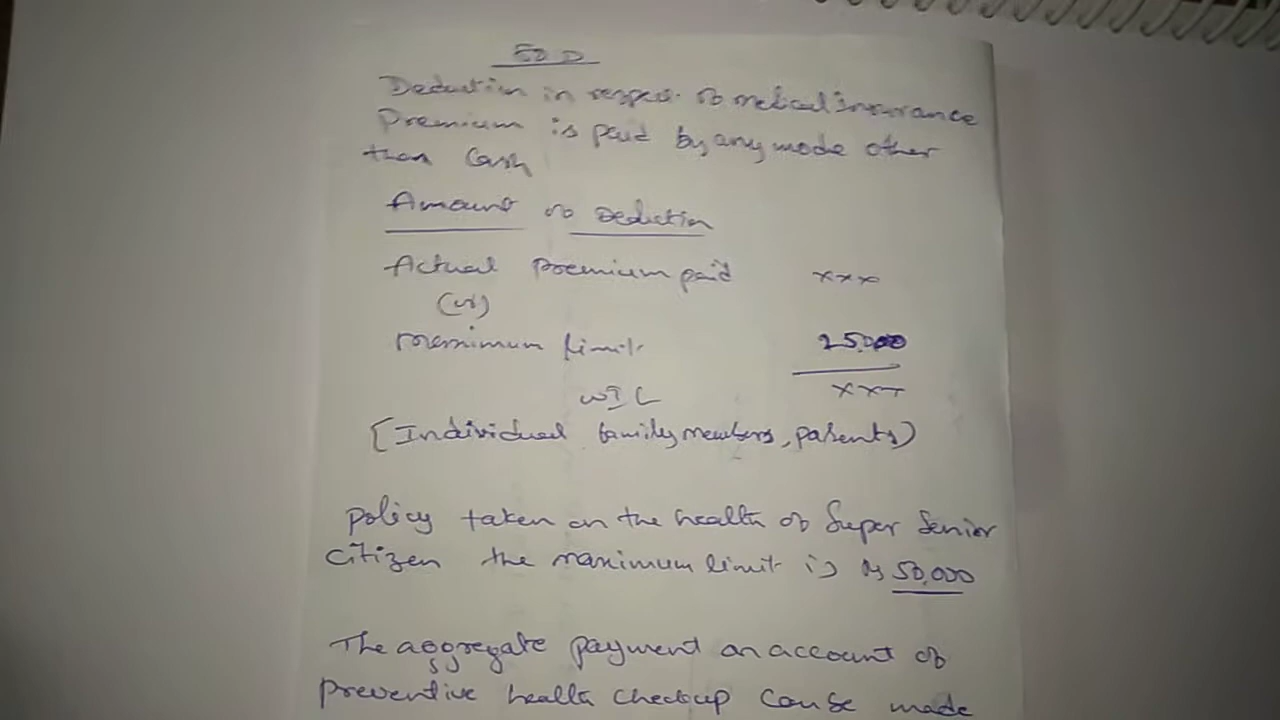 80 D
Deduction in respect of medical insurance
Premium is paid by any mode other
than Cash
Amount of Deduction
Actual Premium paid xxx
(or)
Maximum limit 25,000
W I L xxx
[Individual family members, parents)
policy taken on the health of Super Senior
citizen the maximum limit is Rs 50,000
The aggregate payment on account of
preventive health checkup can be made